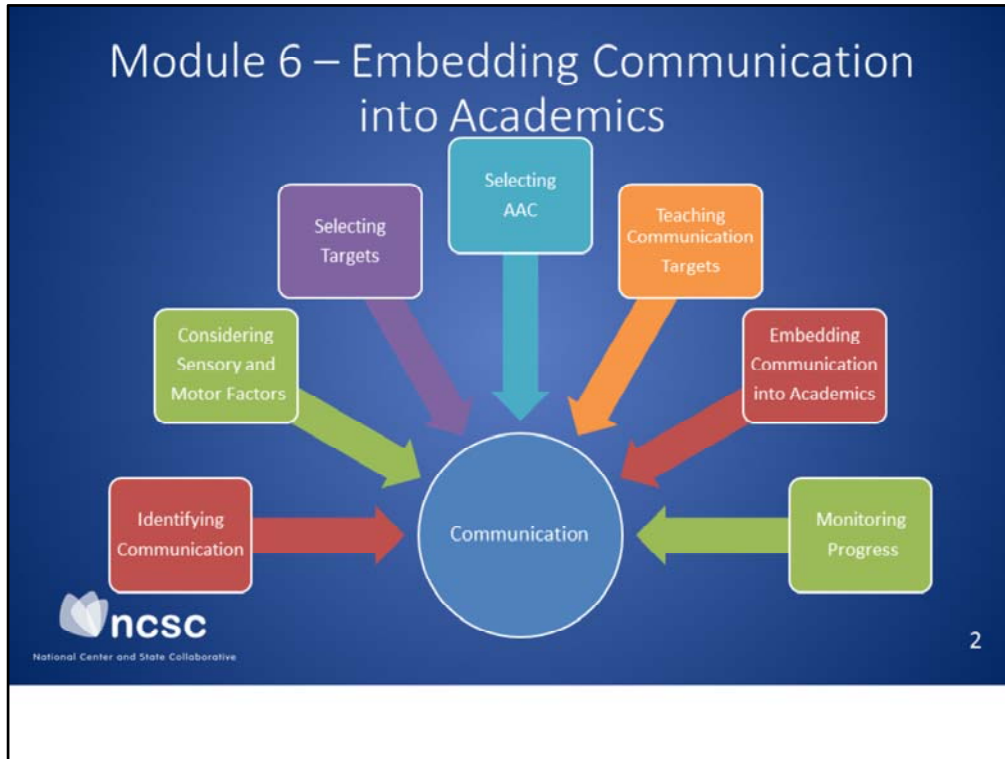 Module 6 – Embedding Communication
into Academics
Identifying
Communication
Considering
Sensory and
Motor Factors
Selecting
Targets
Selecting
AAC
Teaching
Communication
Targets
Embedding
Communication
into Academics
Monitoring
Progress
Communication
ncsc
National Center and State Collaborative
2